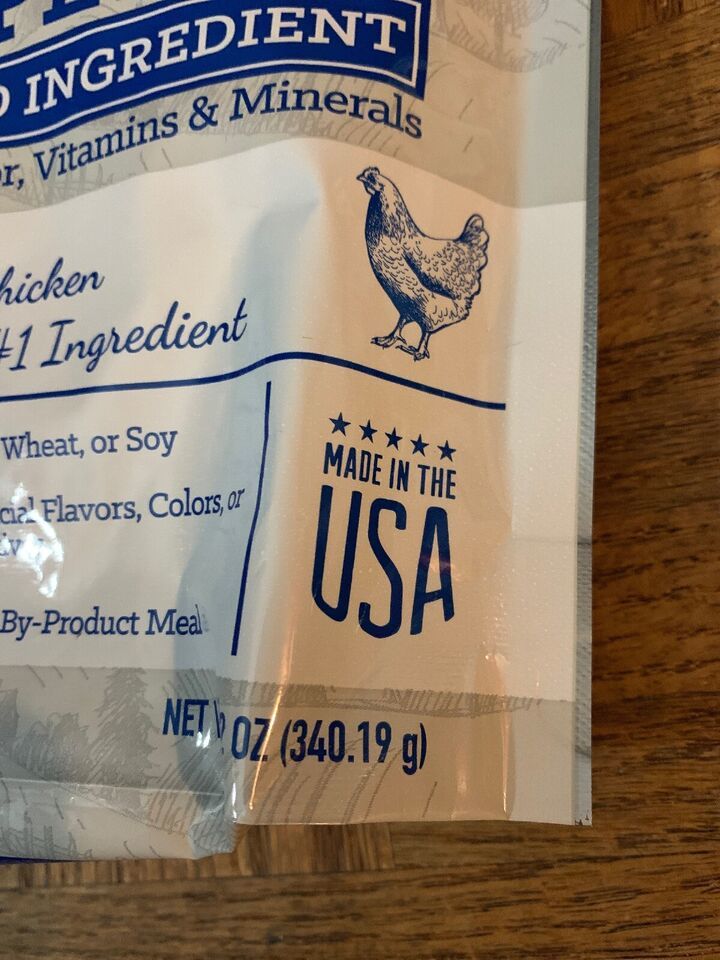 INGREDIENT
Vitamins & Minerals
#1 Ingredient
Wheat, or Soy
Flavors, Colors, or
By-Product Meal
★★★★★
MADE IN THE
USA
NET OZ (340.19 g)